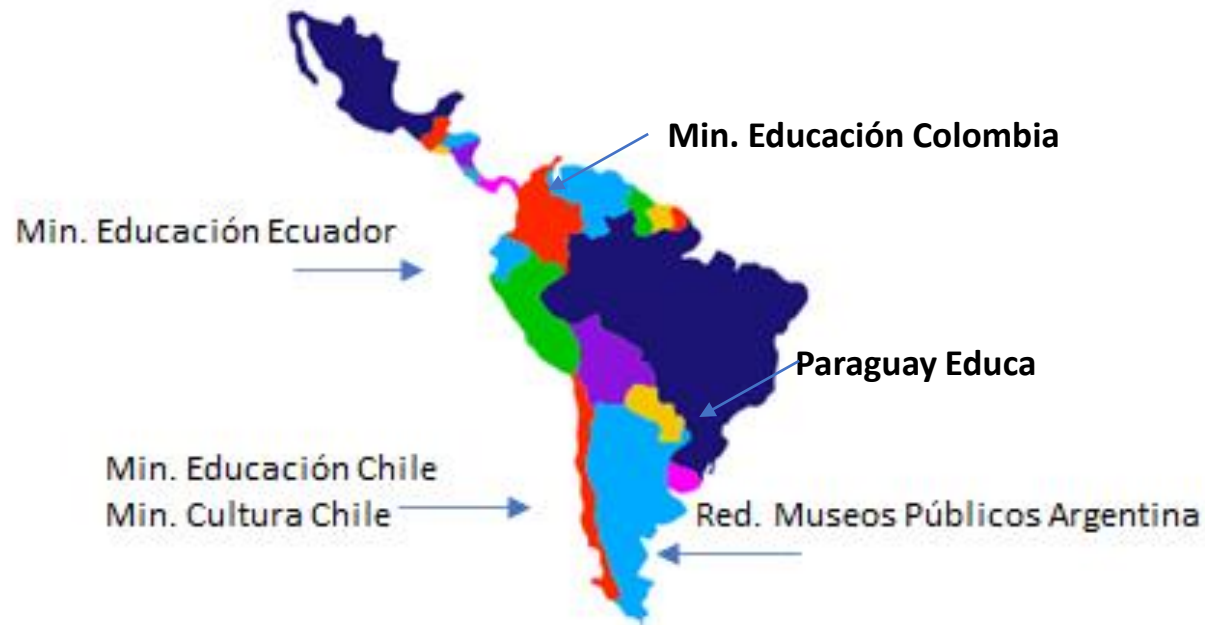 Min. Educación Colombia
Min. Educación Ecuador
Paraguay Educa
Min. Educación Chile
Min. Cultura Chile
Red. Museos Públicos Argentina